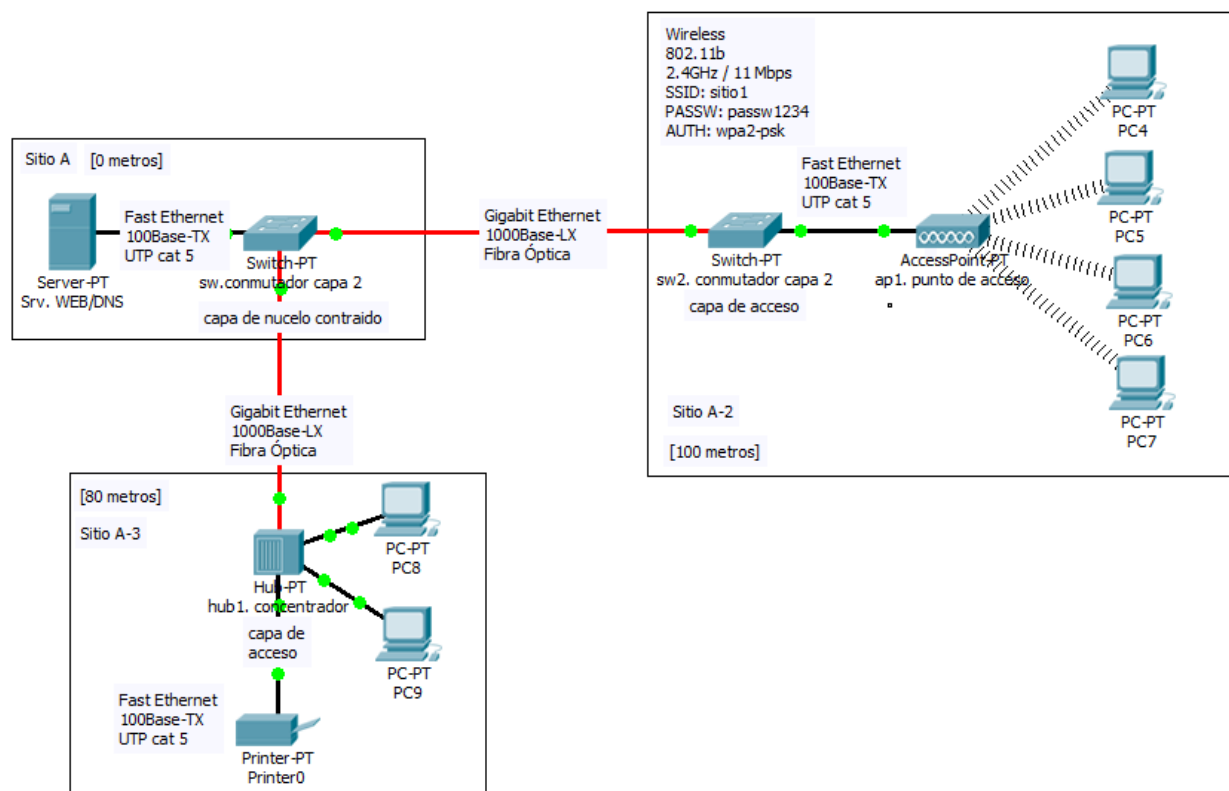 Sitio A [0 metros]
Fast Ethernet
100Base-TX
UTP cat 5
Server-PT
Srv. WEB/DNS
Switch-PT
sw.conmutador capa 2
capa de nucelo contraido
Gigabit Ethernet
1000Base-LX
Fibra Óptica
Wireless
802.11b
2.4GHz / 11 Mbps
SSID: sitio1
PASSW: passw1234
AUTH: wpa2-psk
Fast Ethernet
100Base-TX
UTP cat 5
Switch-PT
sw2. conmutador capa 2
capa de acceso
AccessPoint-PT
ap1. punto de acceso
PC-PT
PC4
PC-PT
PC5
PC-PT
PC6
PC-PT
PC7
Sitio A-2
[100 metros]
Gigabit Ethernet
1000Base-LX
Fibra Óptica
[80 metros]
Sitio A-3
PC-PT
PC8
Hub-PT
hub1. concentrador
capa de
acceso
PC-PT
PC9
Fast Ethernet
100Base-TX
UTP cat 5
Printer-PT
Printer0